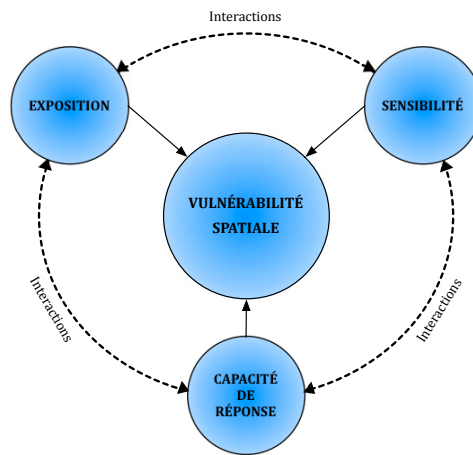 Interactions
EXPOSITION
SENSIBILITÉ
VULNÉRABILITÉ
SPATIALE
Interactions
Interactions
CAPACITÉ
DE
RÉPONSE